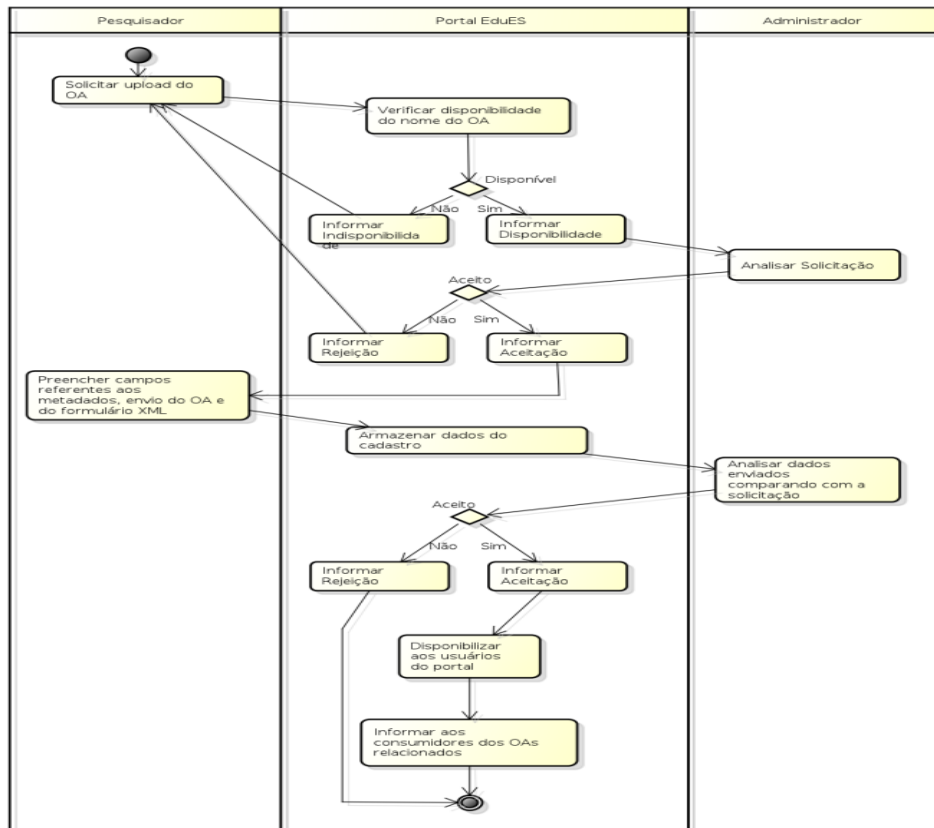 Pesquisador
Portal EduES
Administrador
Solicitar upload do
OA
Verificar disponibilidade
do nome do OA
Disponível
Não
Sim
Informar
Indisponibilida
de
Informar
Disponibilidade
Analisar Solicitação
Aceito
Não
Sim
Informar
Rejeição
Informar
Aceitação
Preencher campos
referentes aos
metadados, envio do OA e
do formulário XML
Armazenar dados do
cadastro
Analisar dados
enviados
comparando com a
solicitação
Aceito
Não
Sim
Informar
Rejeição
Informar
Aceitação
Disponibilizar
aos usuários
do portal
Informar aos
consumidores dos OAs
relacionados